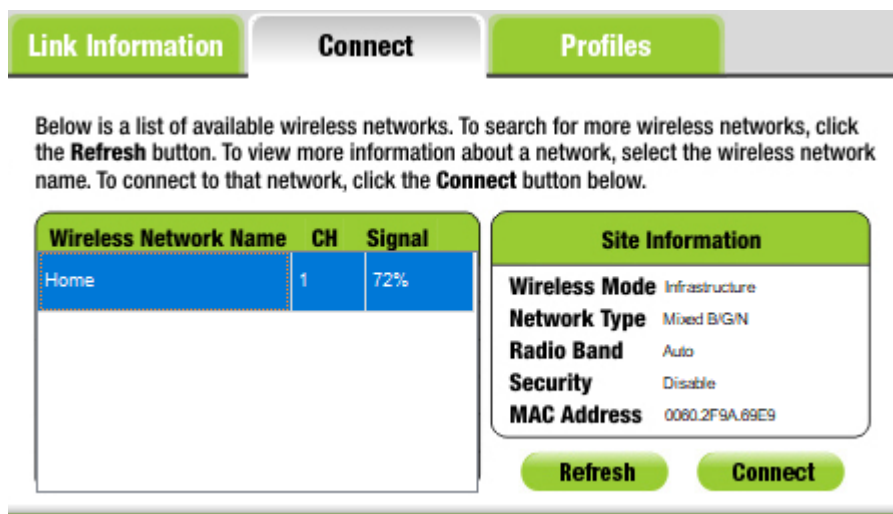 Link Information Connect Profiles
Below is a list of available wireless networks. To search for more wireless networks, click
the Refresh button. To view more information about a network, select the wireless network
name. To connect to that network, click the Connect button below.
Wireless Network Name CH Signal
Home 1 72%
Site Information
Wireless Mode Infrastructure
Network Type Mixed B/G/N
Radio Band Auto
Security Disable
MAC Address 0060.2F9A.69E9
Refresh Connect